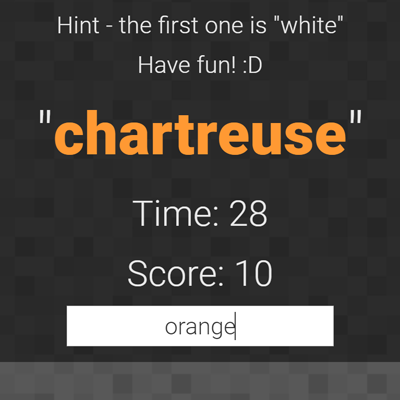 Hint - the first one is "white"
Have fun! :D
"chartreuse"
Time: 28
Score: 10
orange